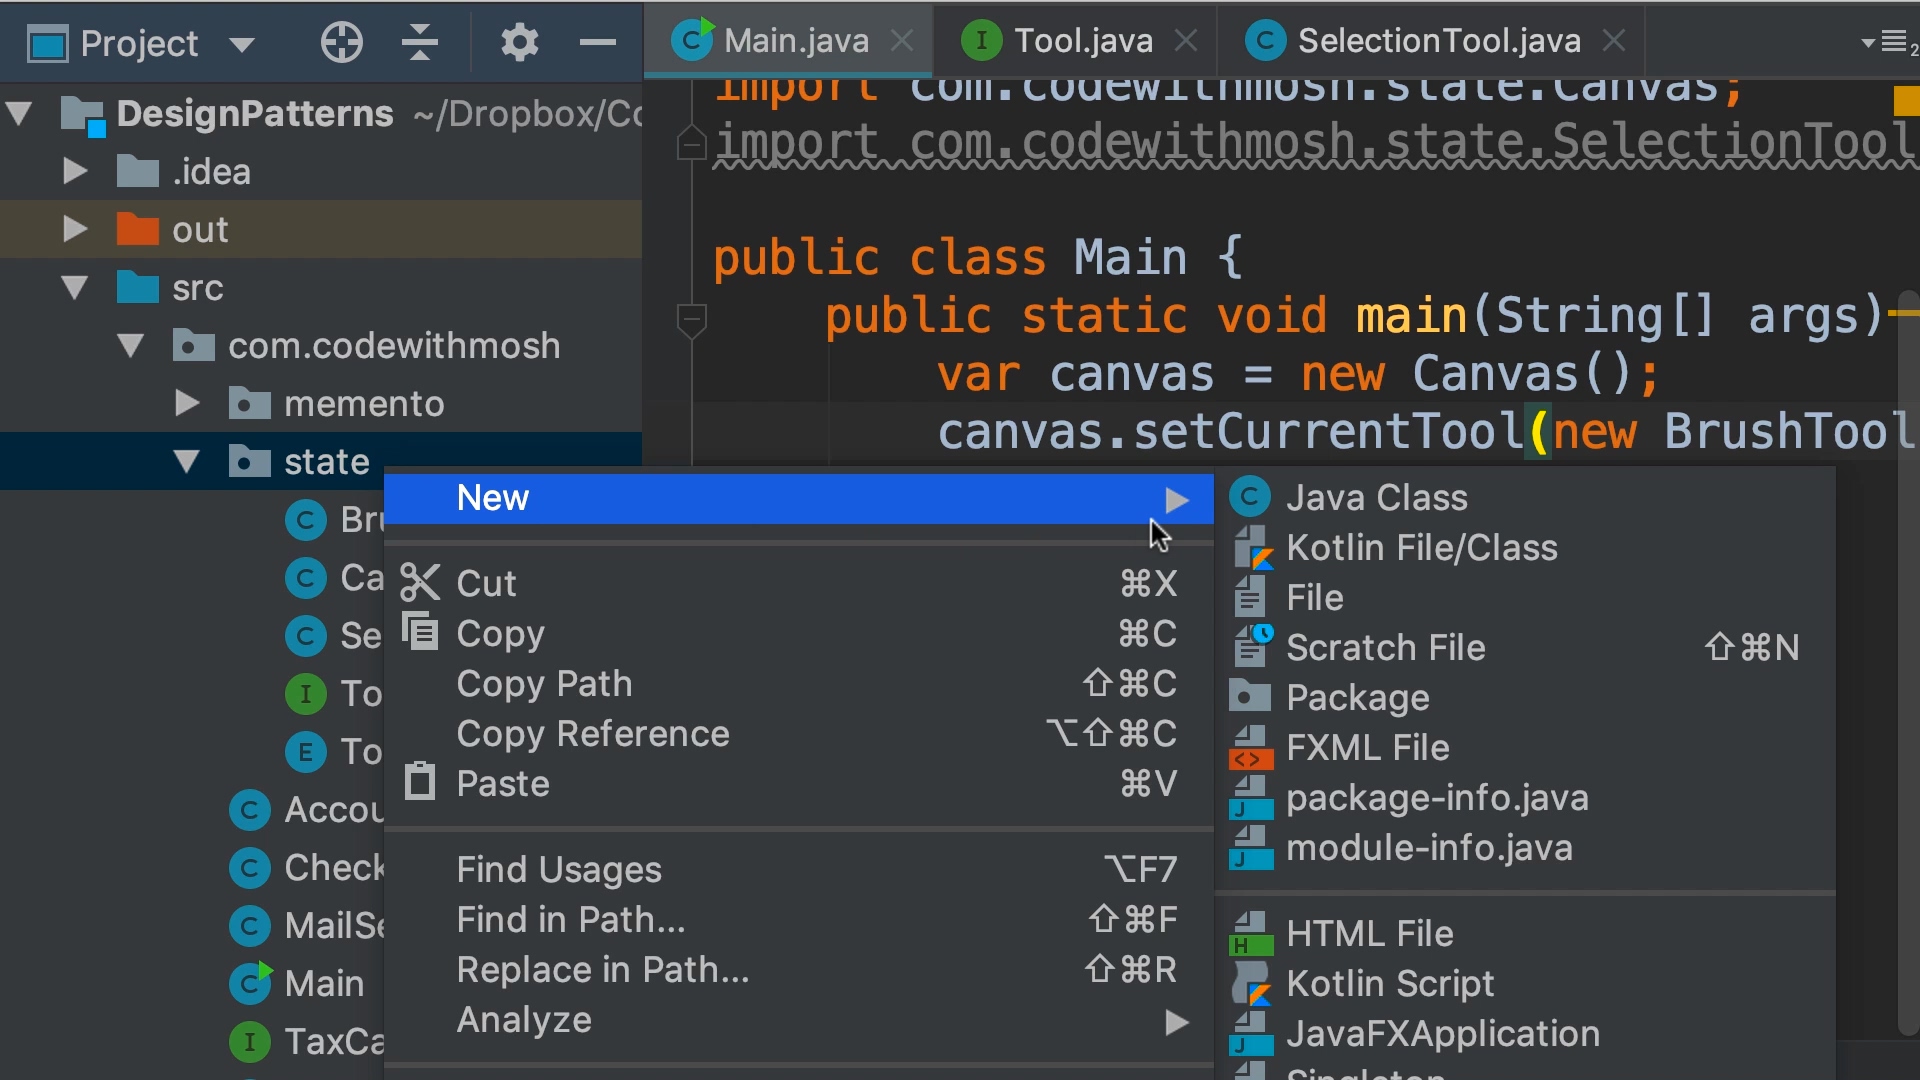 Project
Main.java
Tool.java
SelectionTool.java
2
DesignPatterns ~/Dropbox/Co
.idea
out
src
com.codewithmosh
memento
state
Bru
Ca
Se
To
To
Accou
Check
MailSe
Main
TaxCa
import com.codewithmosh.state.Canvas;
import com.codewithmosh.state.SelectionTool
public class Main {
public static void main(String[] args)
var canvas = new Canvas();
canvas.setCurrentTool(new BrushTool
New
Cut ⌘X
Copy ⌘C
Copy Path ⇧⌘C
Copy Reference ⌥⇧⌘C
Paste ⌘V
Find Usages ⌥F7
Find in Path... ⇧⌘F
Replace in Path... ⇧⌘R
Analyze
Java Class
Kotlin File/Class
File
Scratch File ⇧⌘N
Package
FXML File
package-info.java
module-info.java
HTML File
Kotlin Script
JavaFXApplication
Singleton